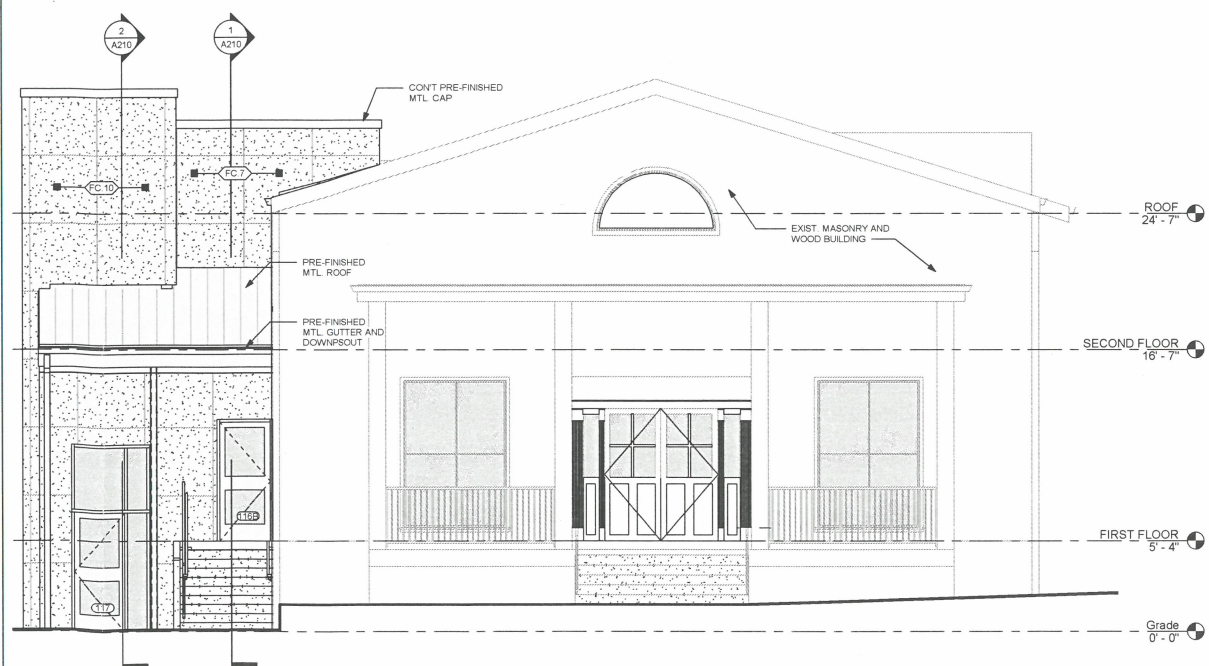 2
A210
1
A210
CON'T PRE-FINISHED
MTL. CAP
FC.10
FC.7
ROOF
24' - 7"
EXIST. MASONRY AND
WOOD BUILDING
PRE-FINISHED
MTL. ROOF
PRE-FINISHED
MTL. GUTTER AND
DOWNPSOUT
SECOND FLOOR
16' - 7"
116B
FIRST FLOOR
5' - 4"
117
Grade
0' - 0"